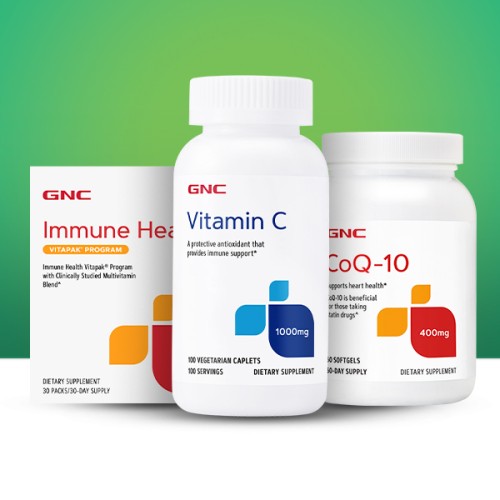 GNC
Immune Hea
VITAPAK® PROGRAM
Immune Health Vitapak® Program
with Clinically Studied Multivitamin
Blend*
DIETARY SUPPLEMENT
30 PACKS/30-DAY SUPPLY
GNC
Vitamin C
A protective antioxidant that
provides immune support*
1000mg
100 VEGETARIAN CAPLETS
100 SERVINGS
DIETARY SUPPLEMENT
GNC
CoQ-10
supports heart health*
CoQ-10 is beneficial
for those taking
statin drugs*
400mg
60 SOFTGELS
60-DAY SUPPLY
DIETARY SUPPLEMENT